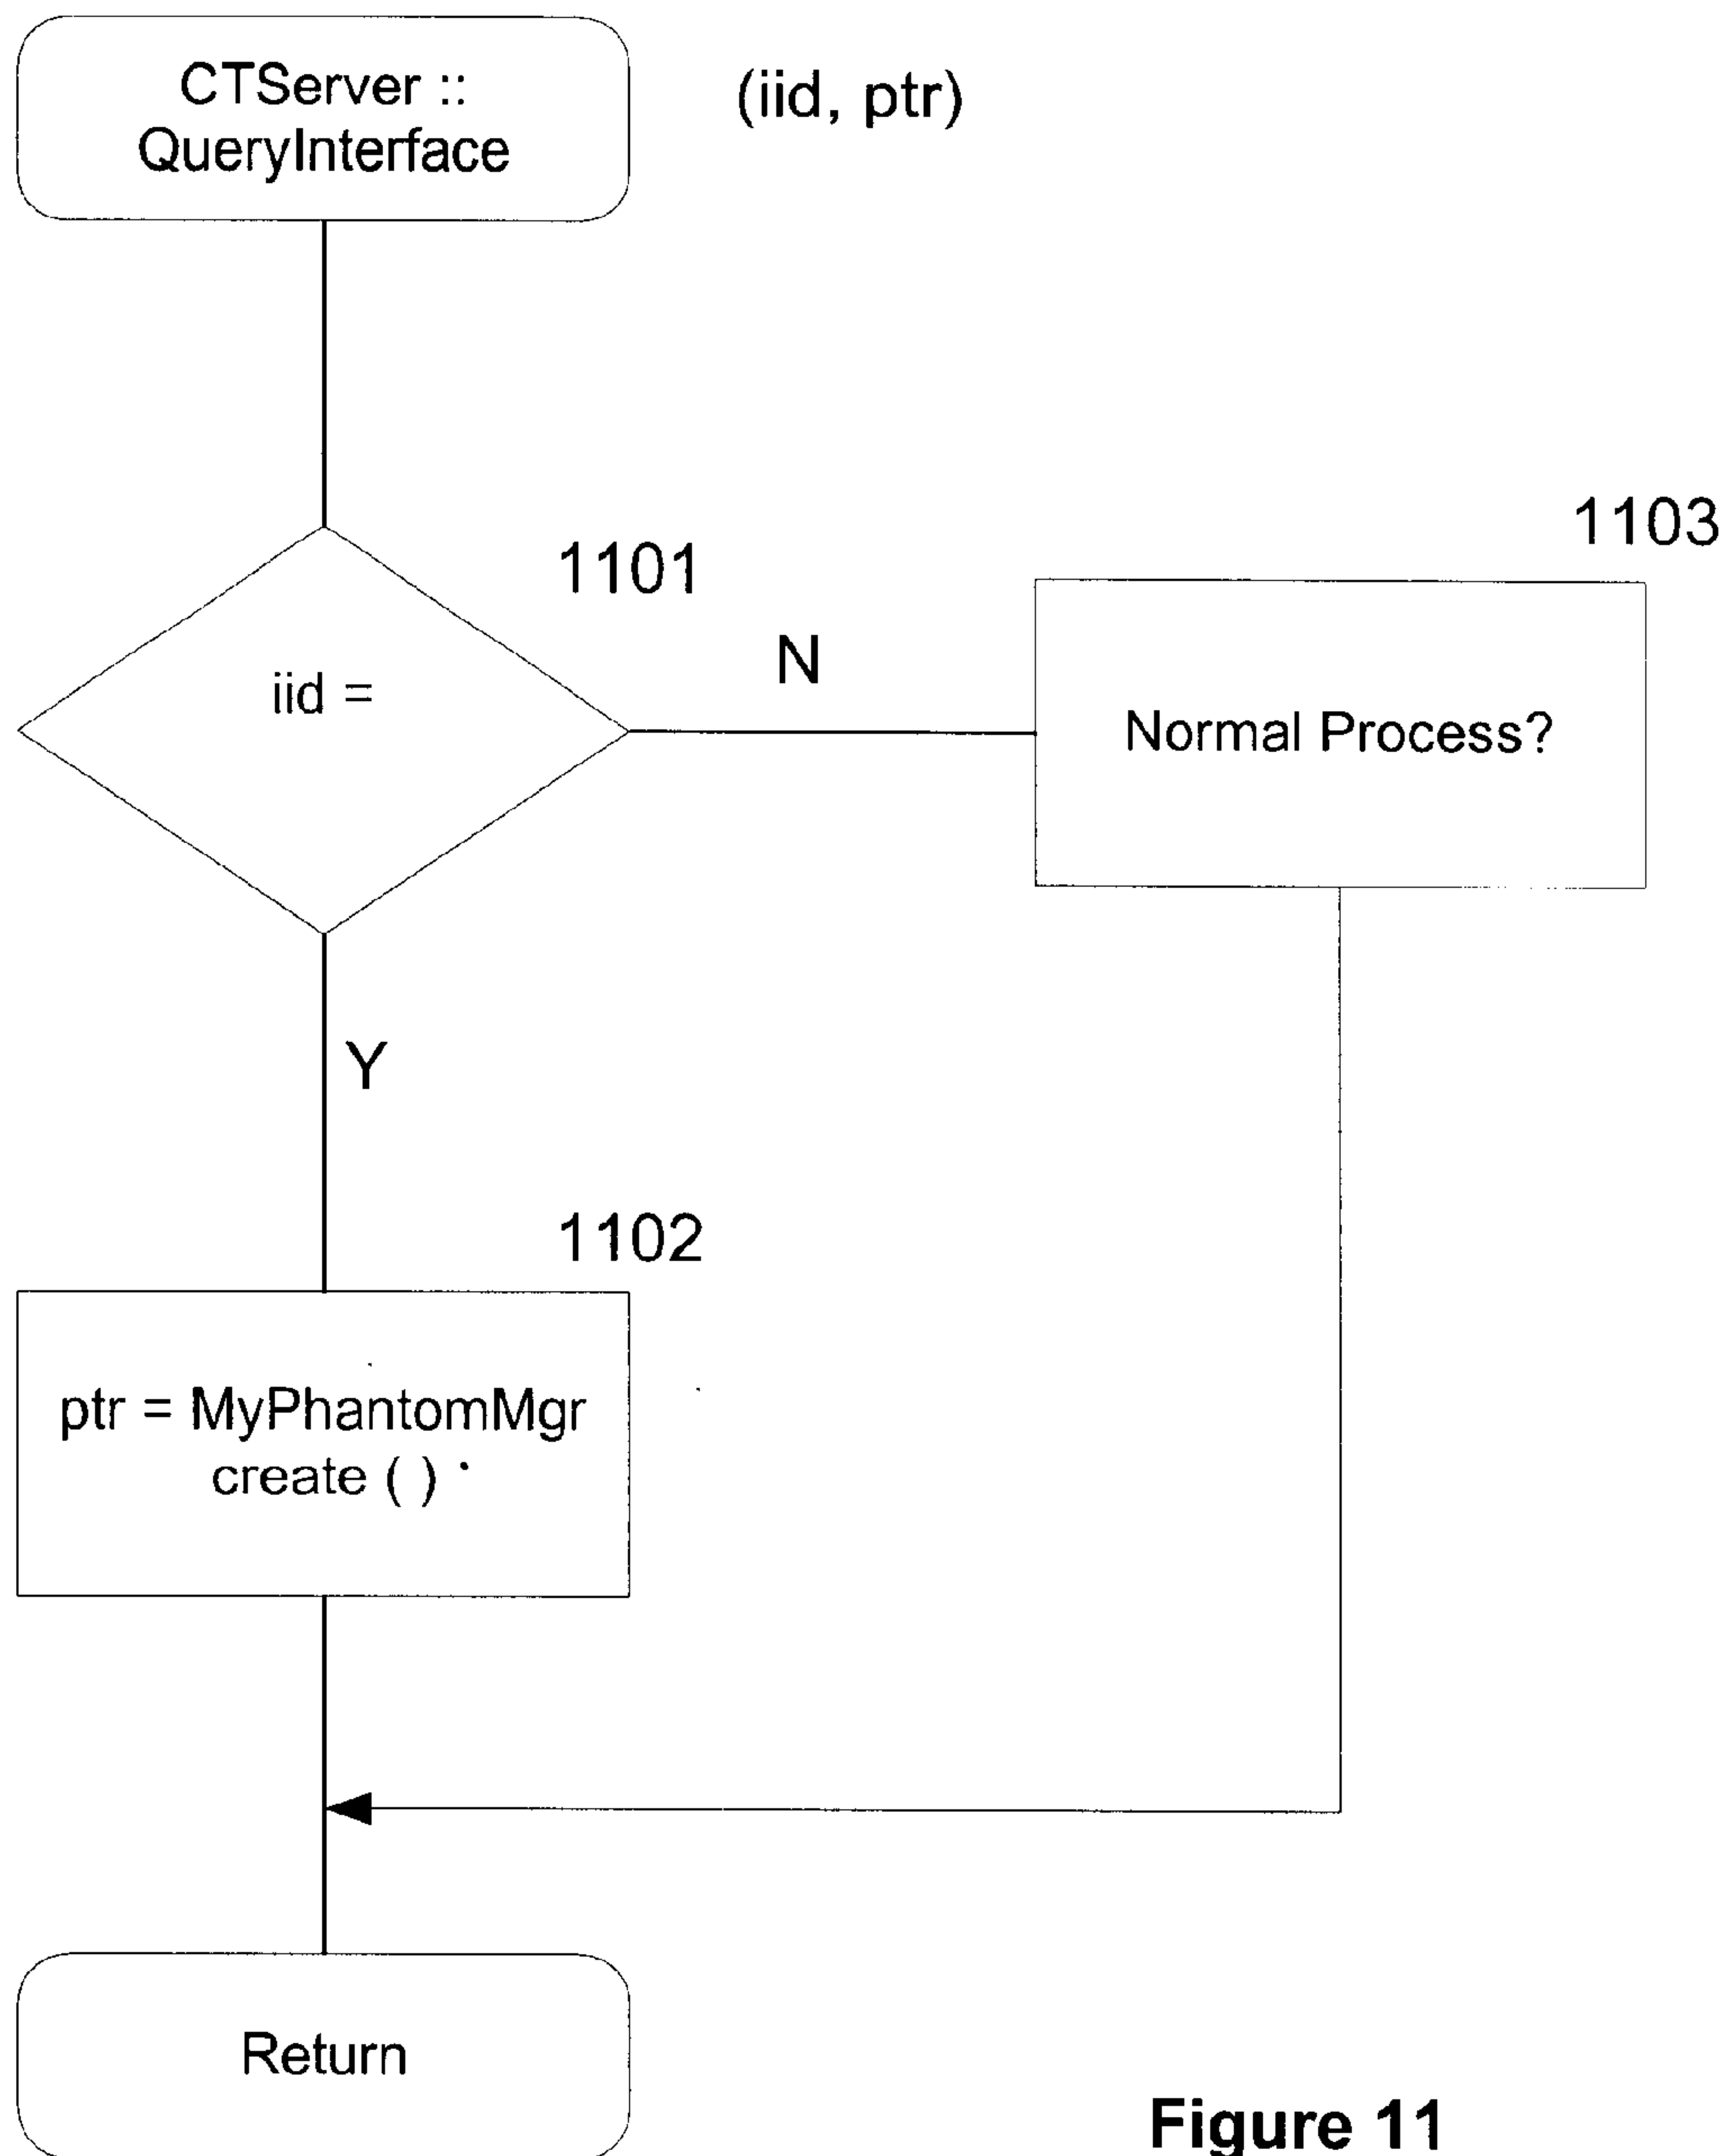 CTServer ::
QueryInterface
(iid, ptr)
1101
iid =
N
1103
Normal Process?
Y
1102
ptr = MyPhantomMgr
create ( )
Return
Figure 11